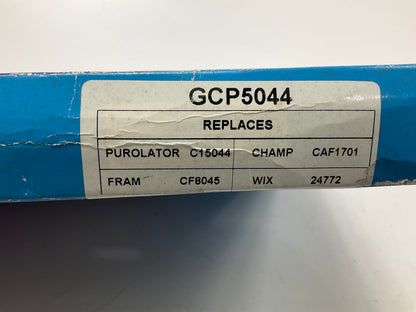 GCP5044
REPLACES
PUROLATOR C15044 CHAMP CAF1701
FRAM CF8045 WIX 24772